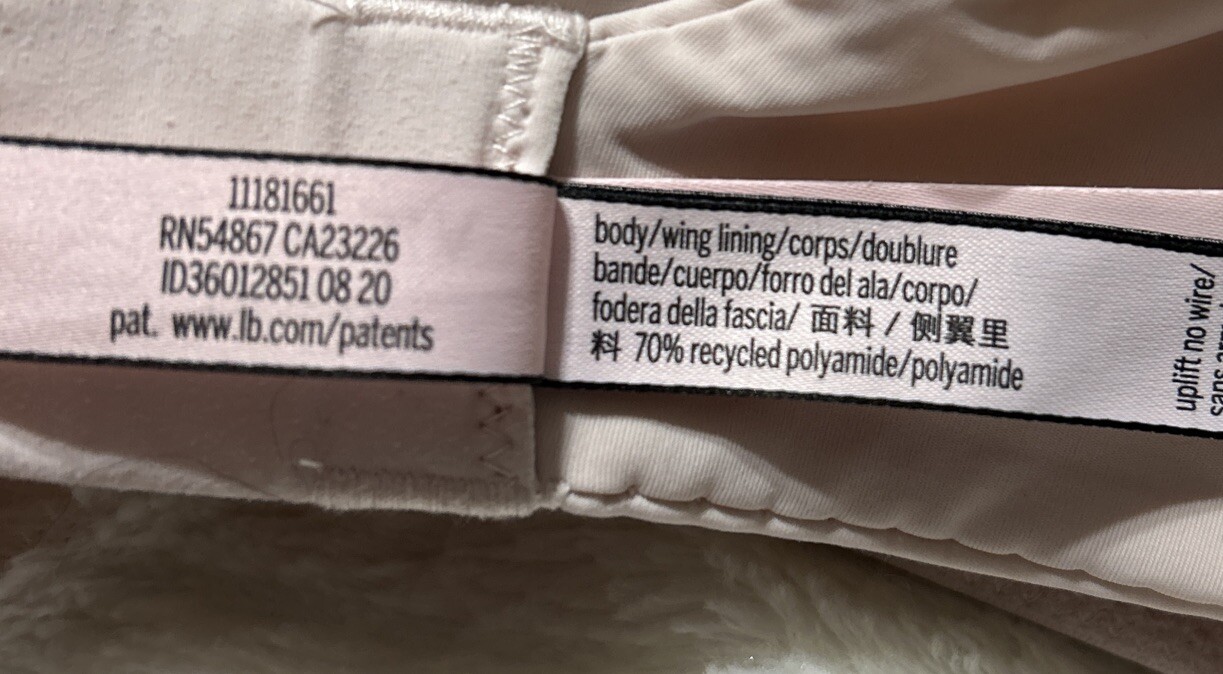 11181661
RN54867 CA23226
ID36012851 08 20
pat. www.lb.com/patents
body/wing lining/corps/doublure
bande/cuerpo/forro del ala/corpo/
fodera della fascia/ 面料 / 侧翼里
料 70% recycled polyamide/polyamide
uplift no wire/
sans